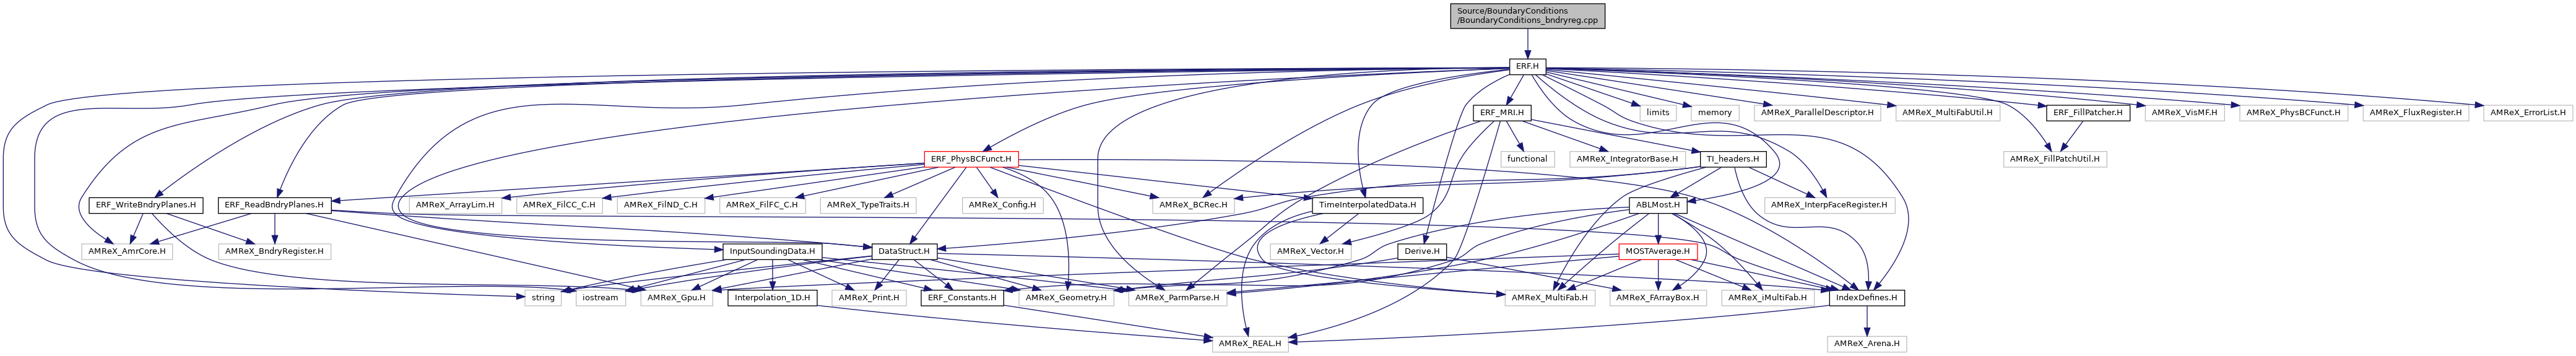 Source/BoundaryConditions
/BoundaryConditions_bndryreg.cpp
ERF.H
ERF_MRI.H
limits
memory
AMReX_ParallelDescriptor.H
AMReX_MultiFabUtil.H
ERF_FillPatcher.H
AMReX_VisMF.H
AMReX_PhysBCFunct.H
AMReX_FluxRegister.H
AMReX_ErrorList.H
ERF_PhysBCFunct.H
functional
AMReX_IntegratorBase.H
TI_headers.H
AMReX_FillPatchUtil.H
ERF_WriteBndryPlanes.H
ERF_ReadBndryPlanes.H
AMReX_ArrayLim.H
AMReX_FilCC_C.H
AMReX_FilND_C.H
AMReX_FilFC_C.H
AMReX_TypeTraits.H
AMReX_Config.H
AMReX_BCRec.H
TimeInterpolatedData.H
ABLMost.H
AMReX_InterpFaceRegister.H
AMReX_AmrCore.H
AMReX_BndryRegister.H
InputSoundingData.H
DataStruct.H
AMReX_Vector.H
Derive.H
MOSTAverage.H
string
iostream
AMReX_Gpu.H
Interpolation_1D.H
AMReX_Print.H
ERF_Constants.H
AMReX_Geometry.H
AMReX_ParmParse.H
AMReX_MultiFab.H
AMReX_FArrayBox.H
AMReX_iMultiFab.H
IndexDefines.H
AMReX_REAL.H
AMReX_Arena.H